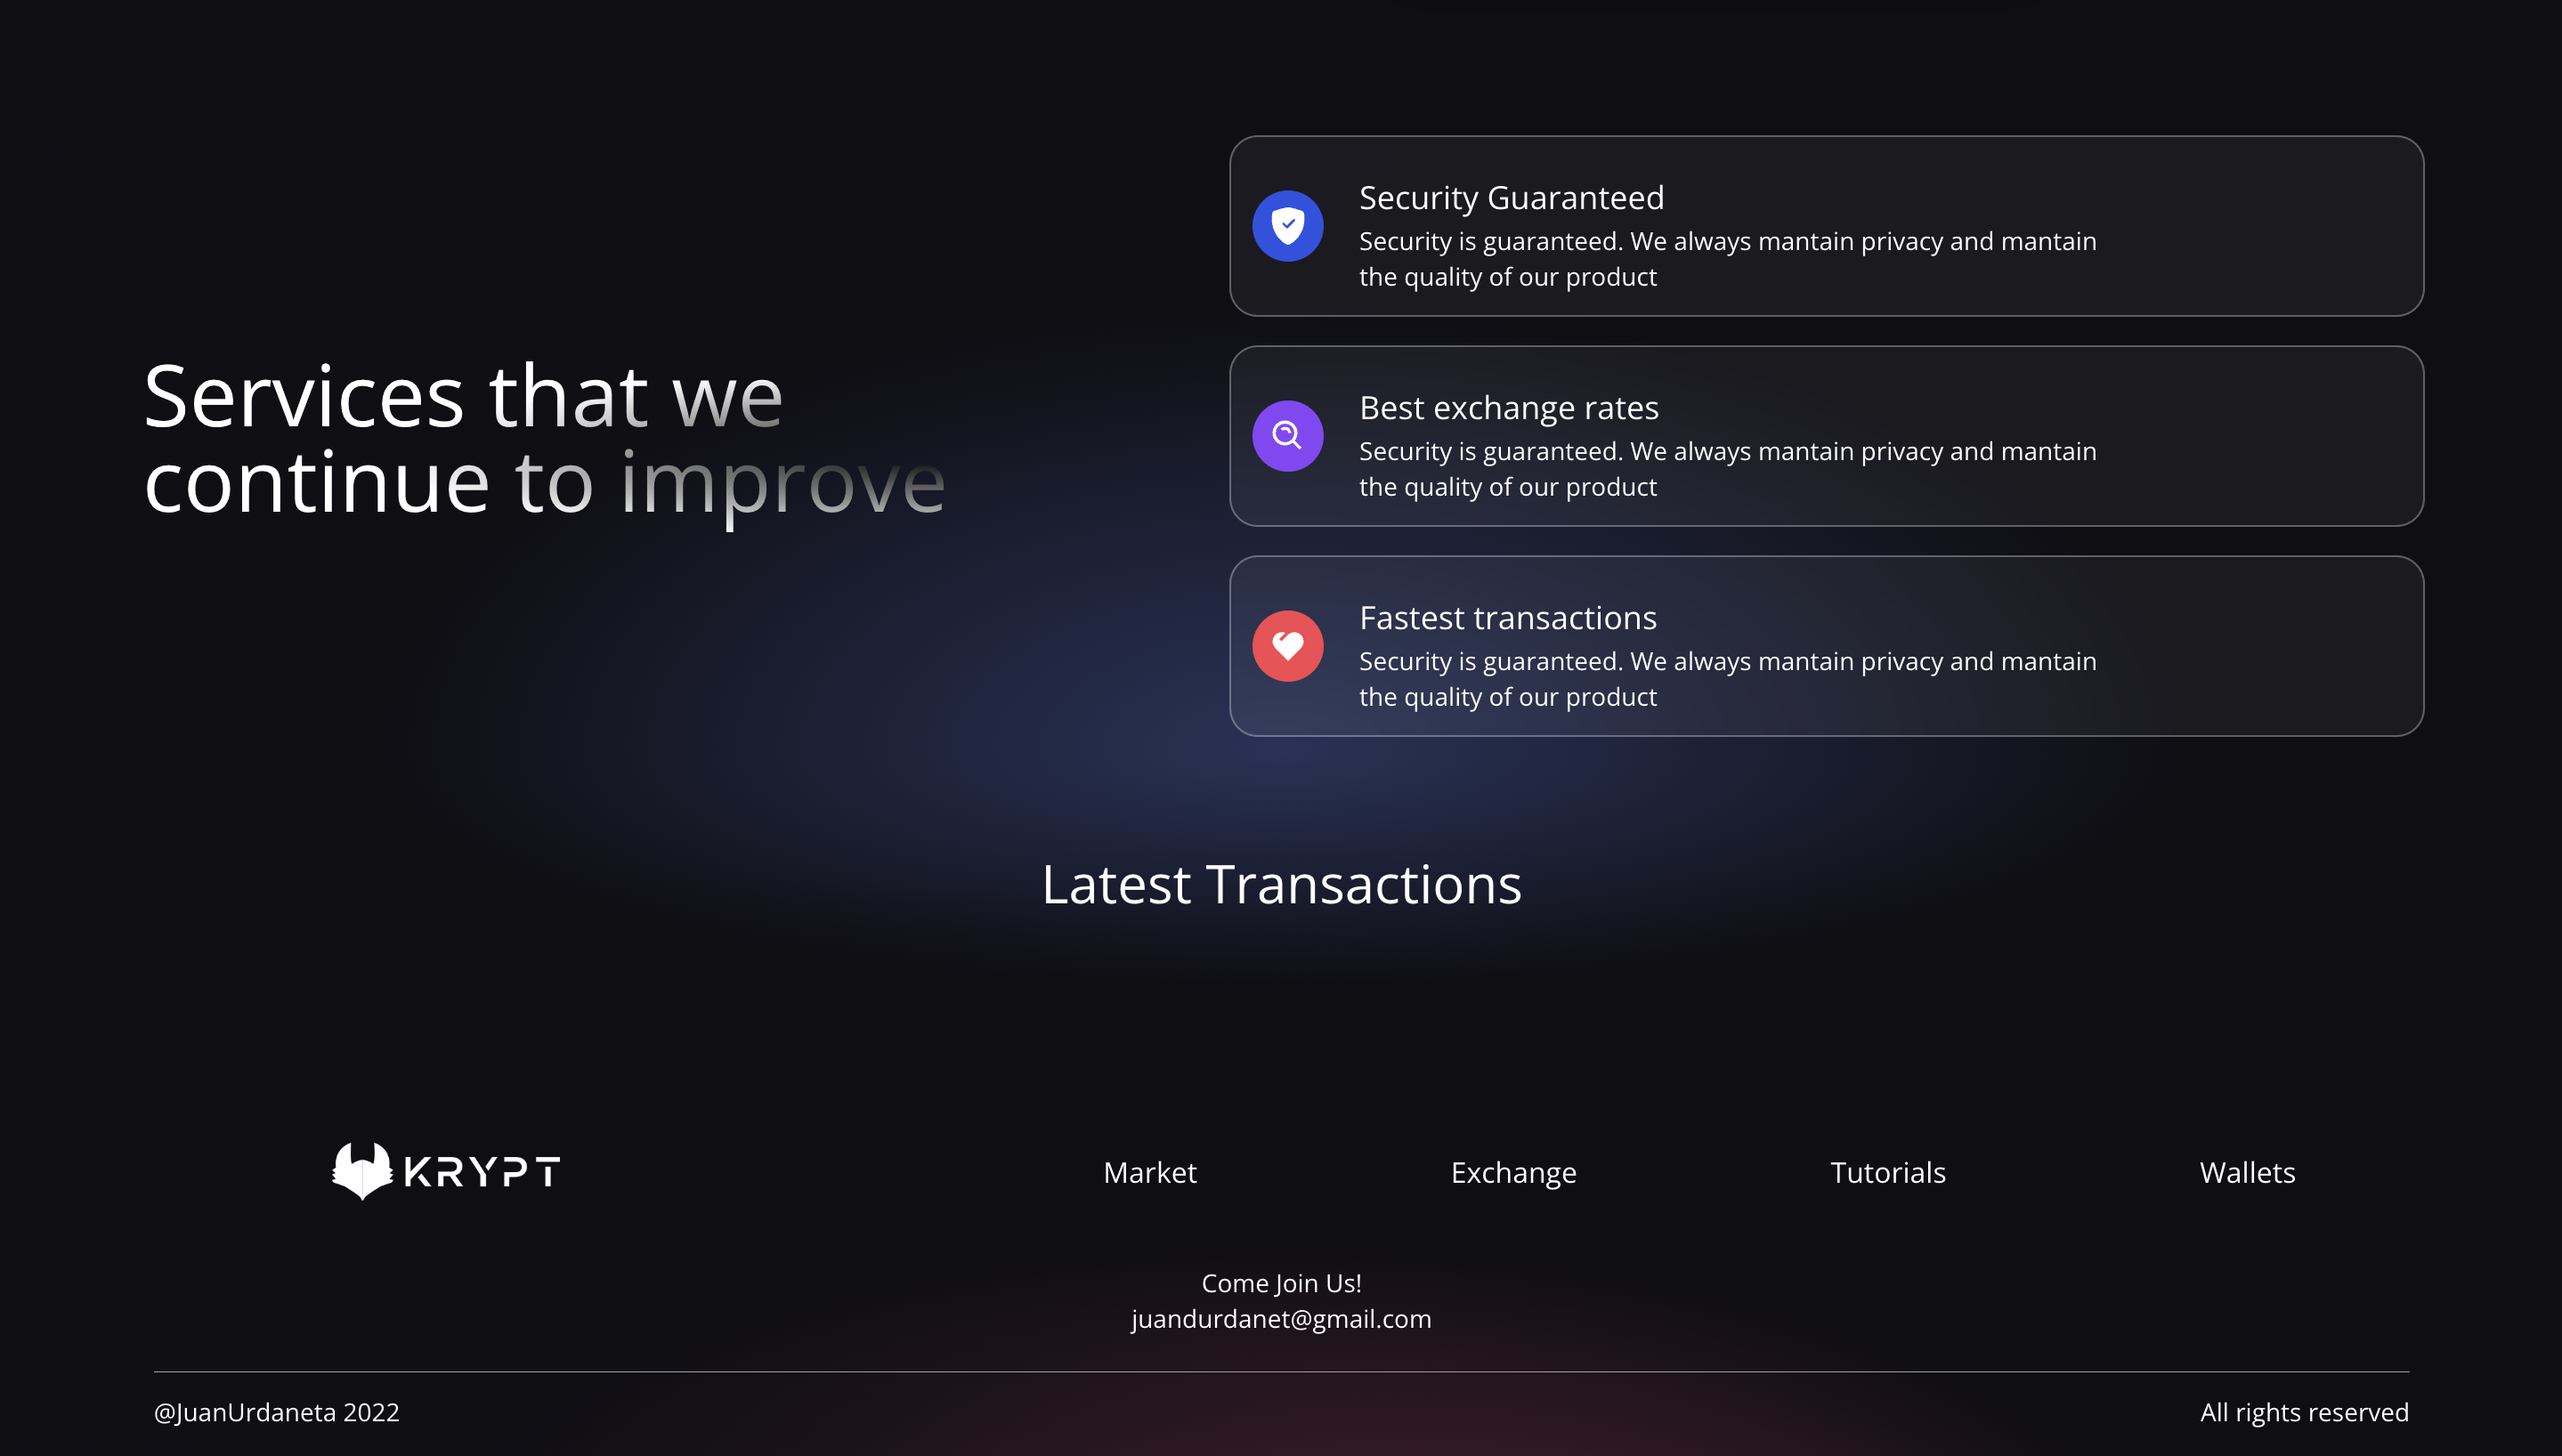 Services that we
continue to improve
Security Guaranteed
Security is guaranteed. We always mantain privacy and mantain
the quality of our product
Best exchange rates
Security is guaranteed. We always mantain privacy and mantain
the quality of our product
Fastest transactions
Security is guaranteed. We always mantain privacy and mantain
the quality of our product
Latest Transactions
KRYPT
Market
Exchange
Tutorials
Wallets
Come Join Us!
juandurdanet@gmail.com
@JuanUrdaneta 2022
All rights reserved